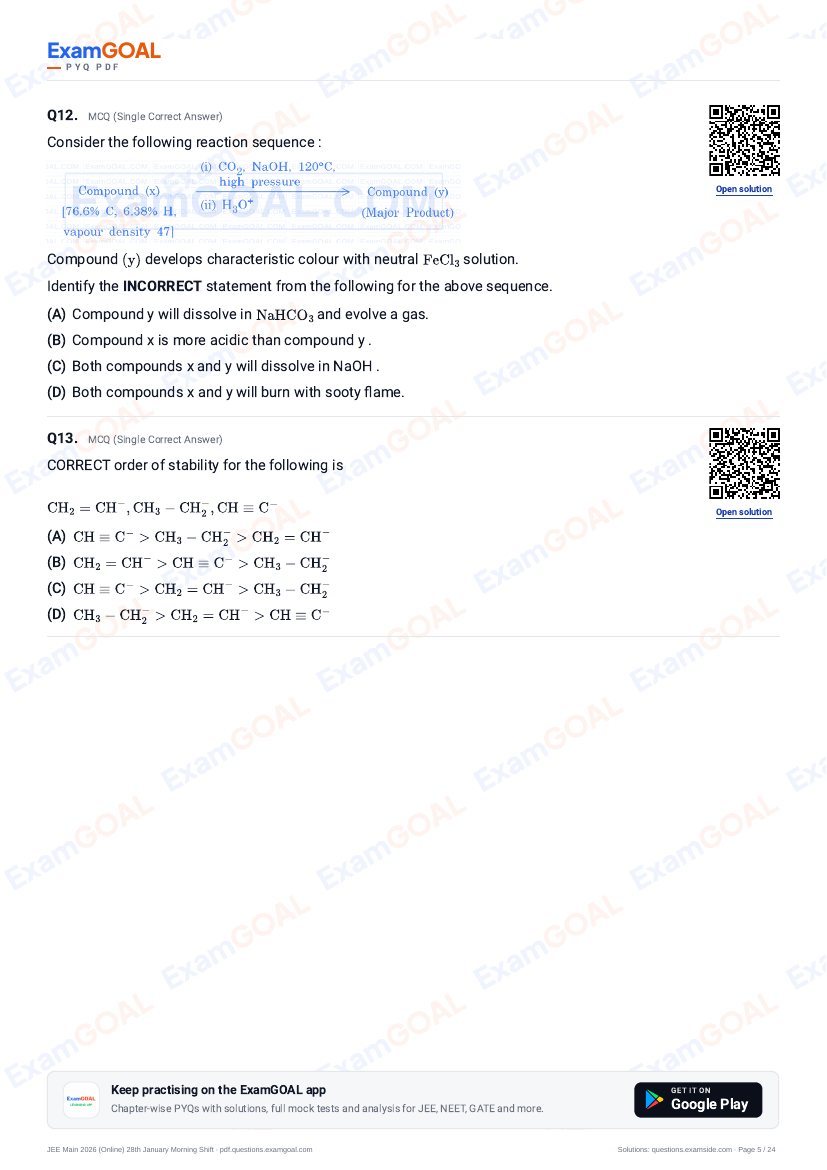 ExamGOAL
PYQ PDF
Q12. MCQ (Single Correct Answer)
Consider the following reaction sequence :
Open solution
(i) CO₂, NaOH, 120°C,
high pressure
Compound (x)
[76.6% C, 6.38% H,
vapour density 47]
(ii) H₃O⁺
Compound (y)
(Major Product)
Compound (y) develops characteristic colour with neutral FeCl₃ solution.
Identify the INCORRECT statement from the following for the above sequence.
(A) Compound y will dissolve in NaHCO₃ and evolve a gas.
(B) Compound x is more acidic than compound y .
(C) Both compounds x and y will dissolve in NaOH .
(D) Both compounds x and y will burn with sooty flame.
Q13. MCQ (Single Correct Answer)
CORRECT order of stability for the following is
Open solution
CH₂ = CH⁻, CH₃ − CH₂⁻, CH ≡ C⁻
(A) CH ≡ C⁻ > CH₃ − CH₂⁻ > CH₂ = CH⁻
(B) CH₂ = CH⁻ > CH ≡ C⁻ > CH₃ − CH₂⁻
(C) CH ≡ C⁻ > CH₂ = CH⁻ > CH₃ − CH₂⁻
(D) CH₃ − CH₂⁻ > CH₂ = CH⁻ > CH ≡ C⁻
ExamGOAL
Keep practising on the ExamGOAL app
Chapter-wise PYQs with solutions, full mock tests and analysis for JEE, NEET, GATE and more.
GET IT ON
Google Play
JEE Main 2026 (Online) 28th January Morning Shift · pdf.questions.examgoal.com
Solutions: questions.examside.com · Page 5 / 24